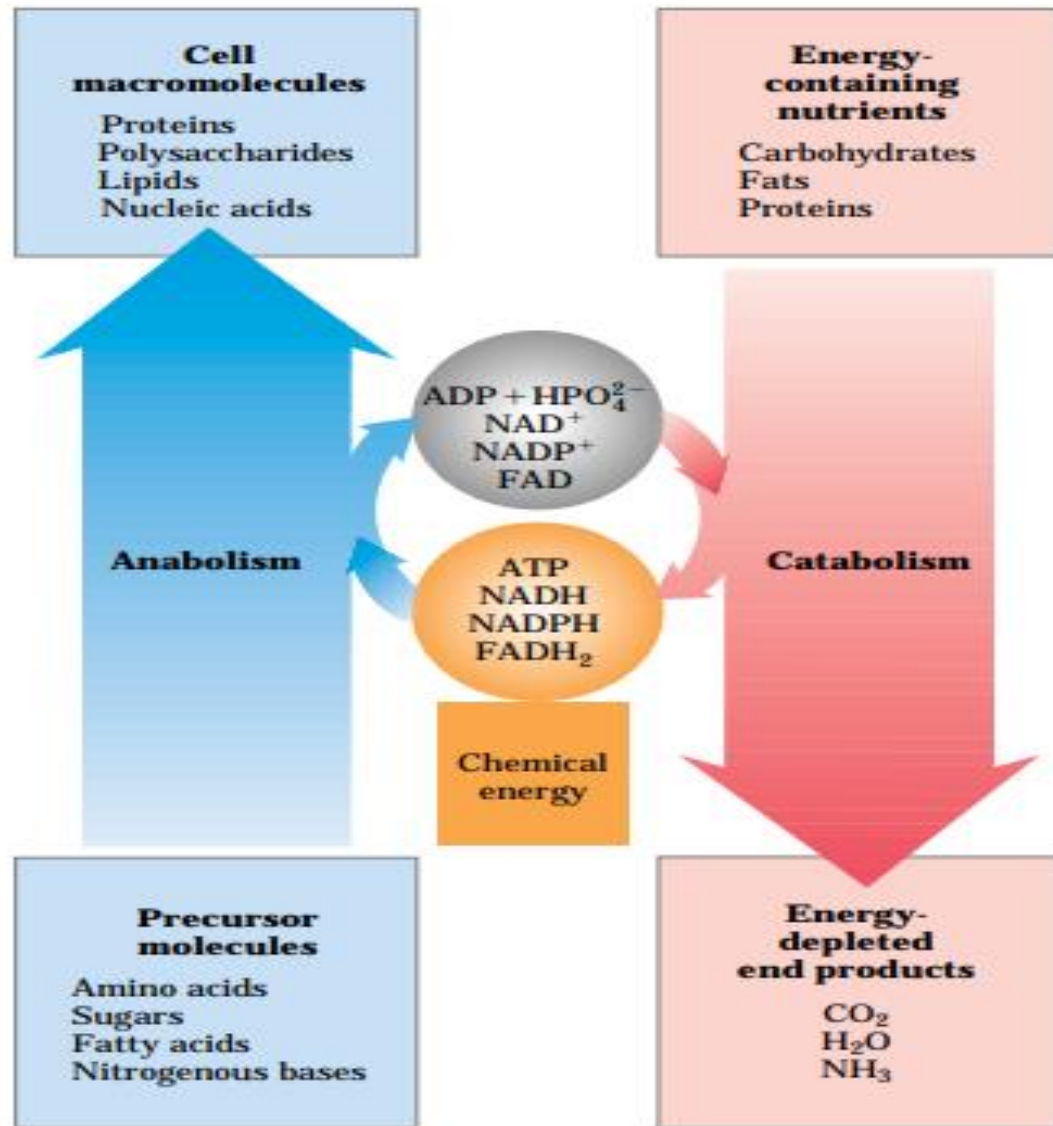 Cell
macromolecules
Proteins
Polysaccharides
Lipids
Nucleic acids
Energy-
containing
nutrients
Carbohydrates
Fats
Proteins
ADP + HPO₄²⁻
NAD⁺
NADP⁺
FAD
Anabolism
ATP
NADH
NADPH
FADH₂
Catabolism
Chemical
energy
Precursor
molecules
Amino acids
Sugars
Fatty acids
Nitrogenous bases
Energy-
depleted
end products
CO₂
H₂O
NH₃